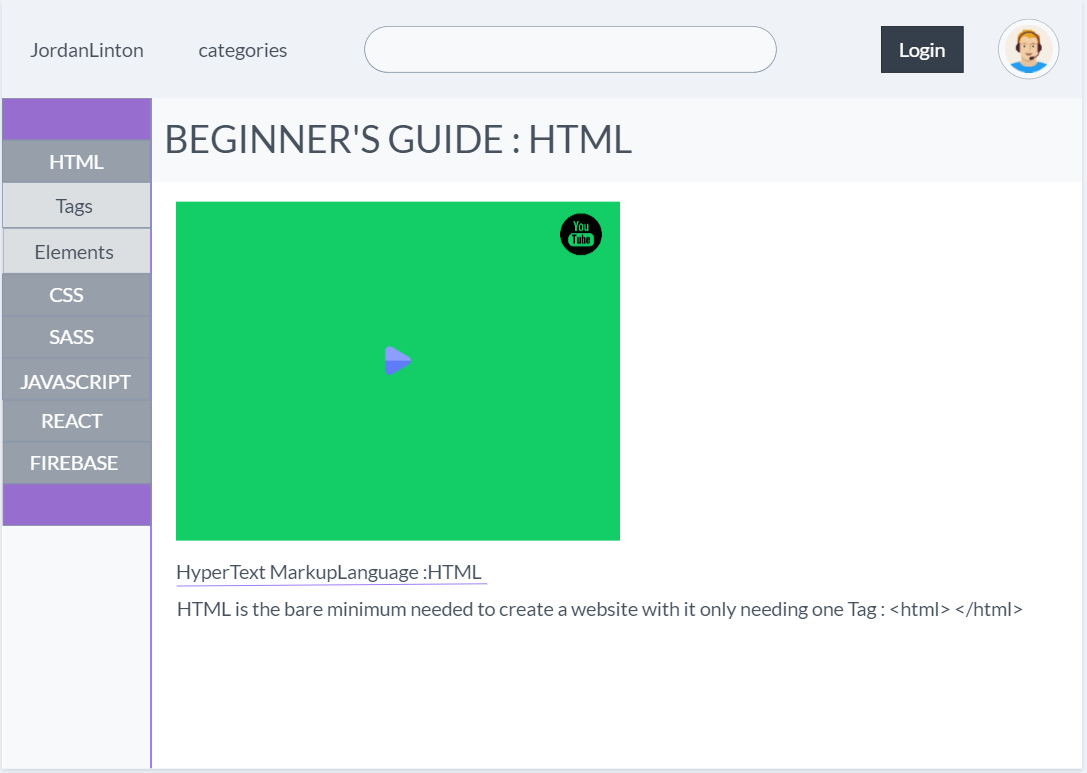 JordanLinton
categories
Login
HTML
Tags
Elements
CSS
SASS
JAVASCRIPT
REACT
FIREBASE
BEGINNER'S GUIDE : HTML
You
Tube
HyperText MarkupLanguage :HTML
HTML is the bare minimum needed to create a website with it only needing one Tag : <html> </html>